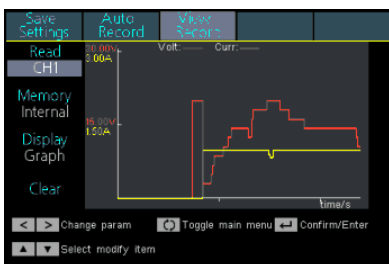 Save Settings
Auto Record
View Record
Read
CH1
Memory
Internal
Display
Graph
Clear
30.00V
3.00A
Volt: Curr:
15.00V
1.50A
time/s
< > Change param Toggle main menu Confirm/Enter
▲ ▼ Select modify item